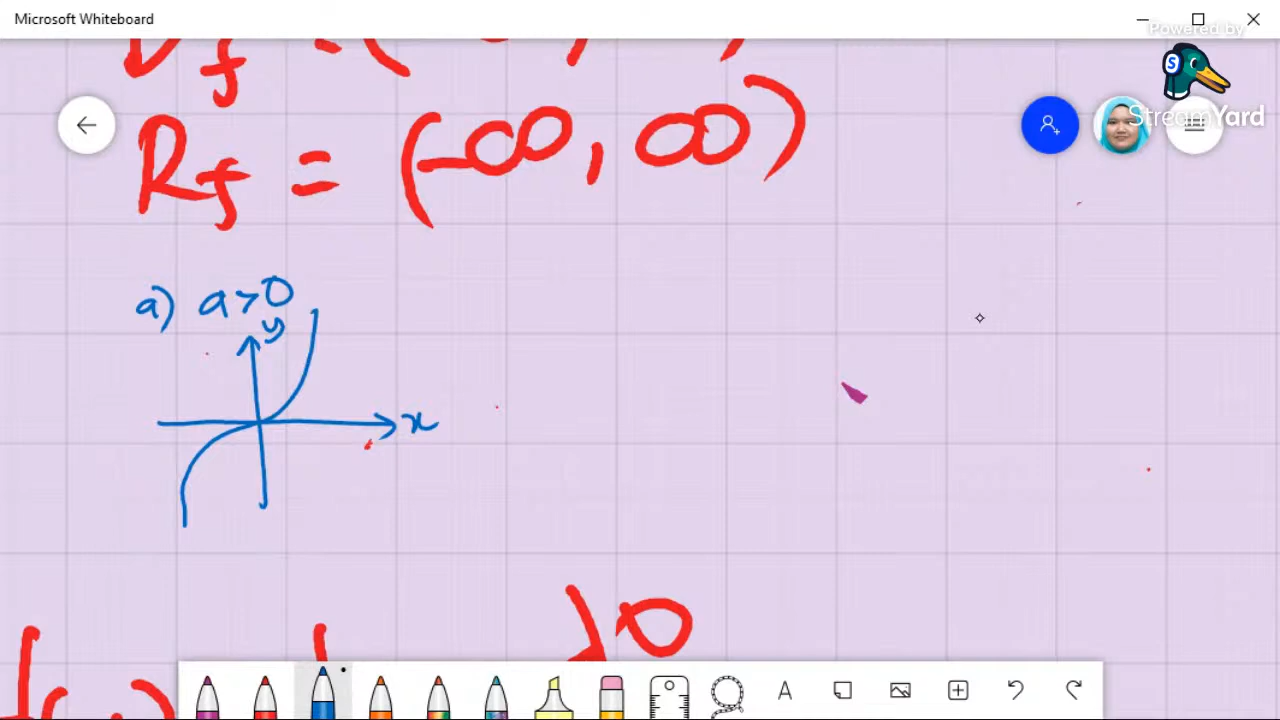 Microsoft Whiteboard
Powered by
StreamYard
Rf = (-∞, ∞)
a) a>0
y
x